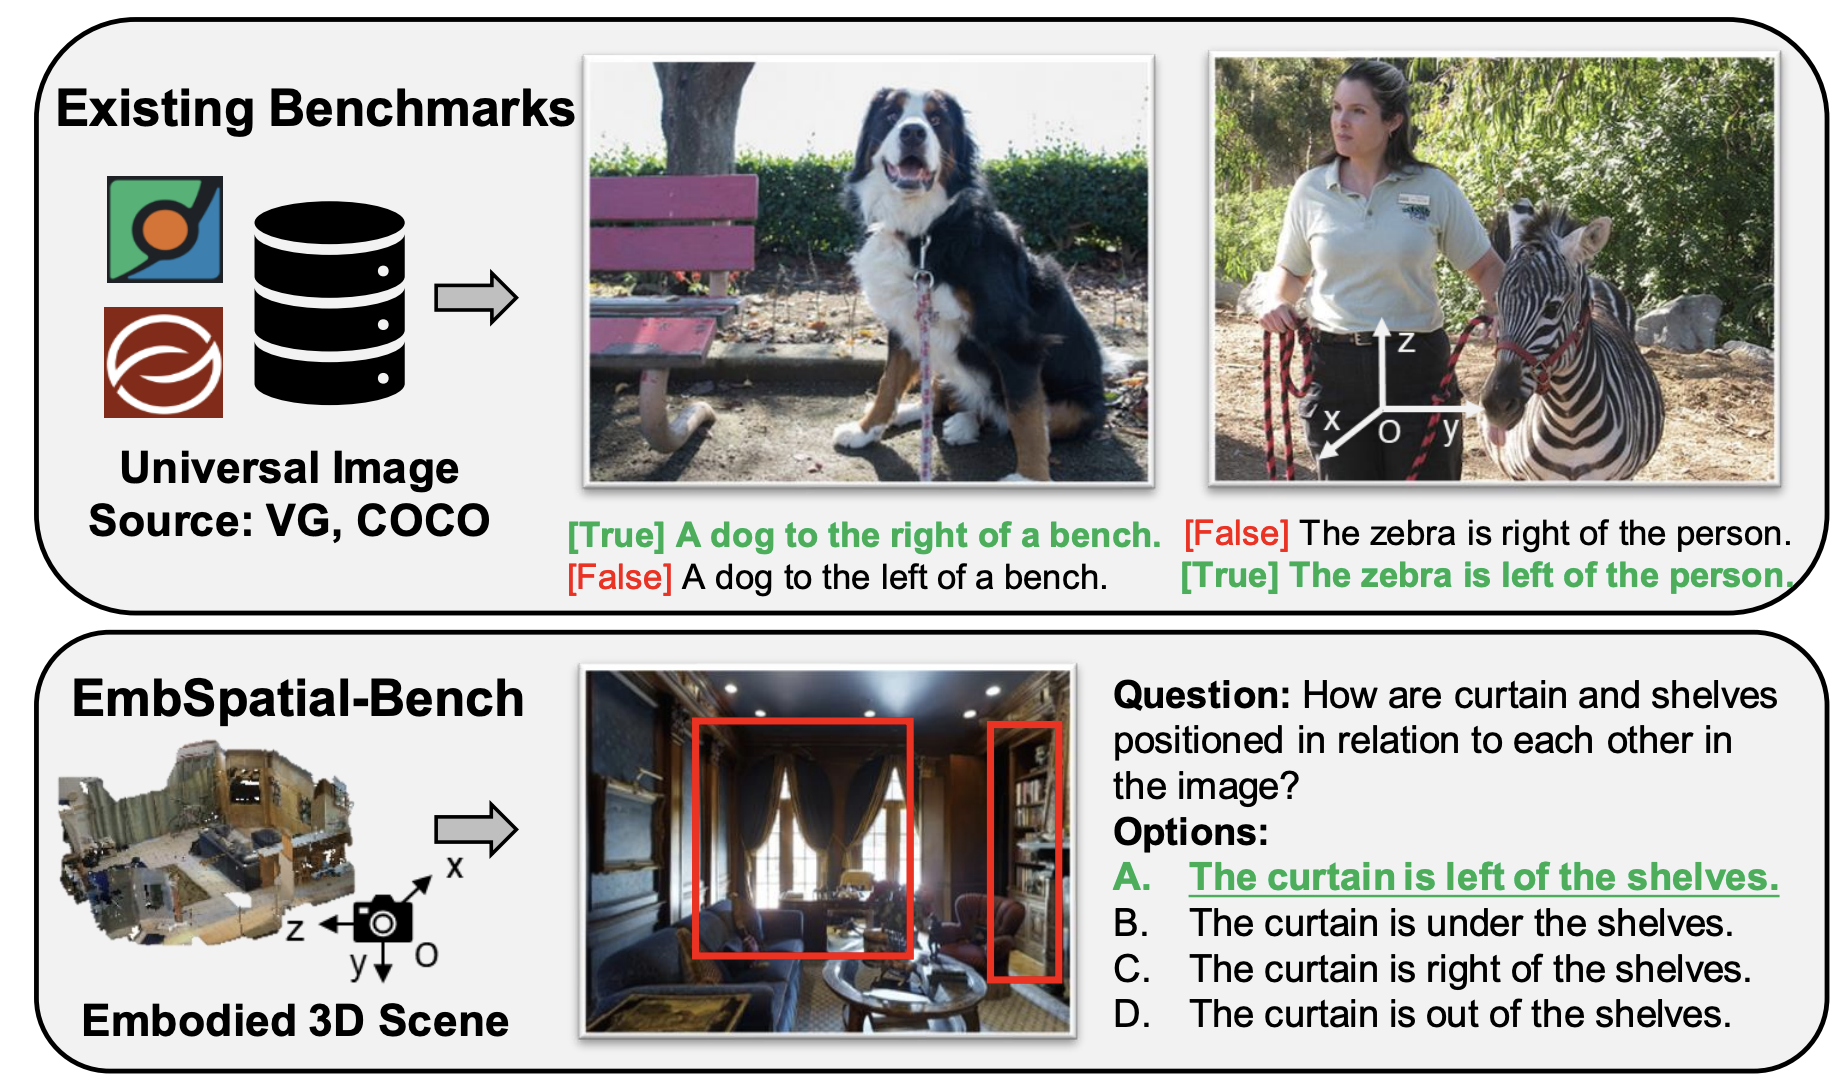 Existing Benchmarks
Universal Image
Source: VG, COCO
z
x
O
y
[True] A dog to the right of a bench.
[False] A dog to the left of a bench.
[False] The zebra is right of the person.
[True] The zebra is left of the person.
EmbSpatial-Bench
x
z
y
O
Embodied 3D Scene
Question: How are curtain and shelves
positioned in relation to each other in
the image?
Options:
A. The curtain is left of the shelves.
B. The curtain is under the shelves.
C. The curtain is right of the shelves.
D. The curtain is out of the shelves.